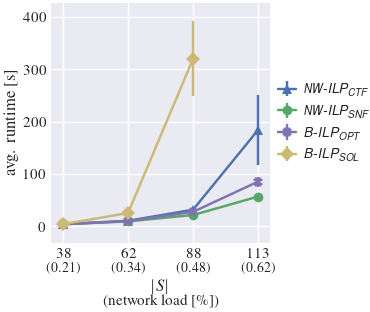 400
300
200
100
0
avg. runtime [s]
38 62 88 113
(0.21) (0.34) (0.48) (0.62)
|S|
(network load [%])
NW-ILP_CTF
NW-ILP_SNF
B-ILP_OPT
B-ILP_SOL